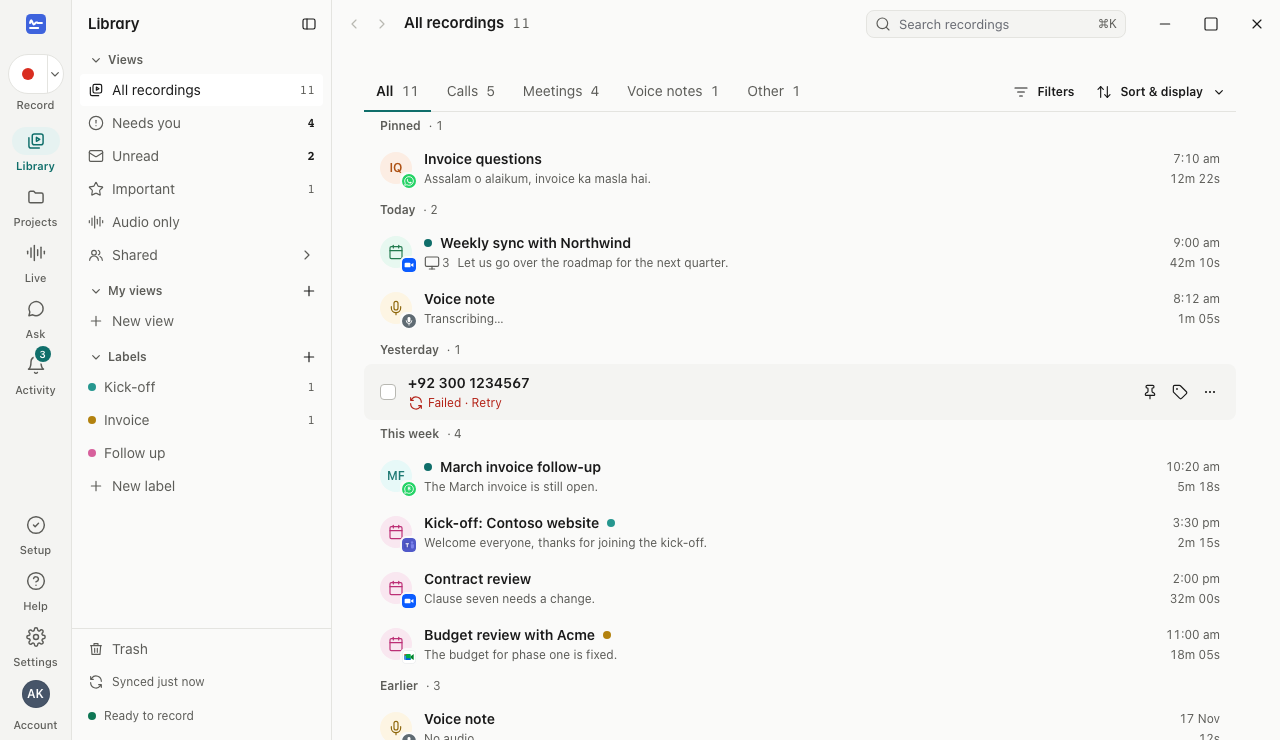 Record
Library
Projects
Live
Ask
3
Activity
Setup
Help
Settings
AK
Account
Library
Views
All recordings 11
Needs you 4
Unread 2
Important 1
Audio only
Shared
My views
New view
Labels
Kick-off 1
Invoice 1
Follow up
New label
Trash
Synced just now
Ready to record
All recordings 11
Search recordings ⌘K
All 11 Calls 5 Meetings 4 Voice notes 1 Other 1 Filters Sort & display
Pinned · 1
IQ Invoice questions 7:10 am
Assalam o alaikum, invoice ka masla hai. 12m 22s
Today · 2
Weekly sync with Northwind 9:00 am
3 Let us go over the roadmap for the next quarter. 42m 10s
Voice note 8:12 am
Transcribing... 1m 05s
Yesterday · 1
+92 300 1234567
Failed · Retry
This week · 4
MF March invoice follow-up 10:20 am
The March invoice is still open. 5m 18s
Kick-off: Contoso website 3:30 pm
Welcome everyone, thanks for joining the kick-off. 2m 15s
Contract review 2:00 pm
Clause seven needs a change. 32m 00s
Budget review with Acme 11:00 am
The budget for phase one is fixed. 18m 05s
Earlier · 3
Voice note 17 Nov
No audio 12s